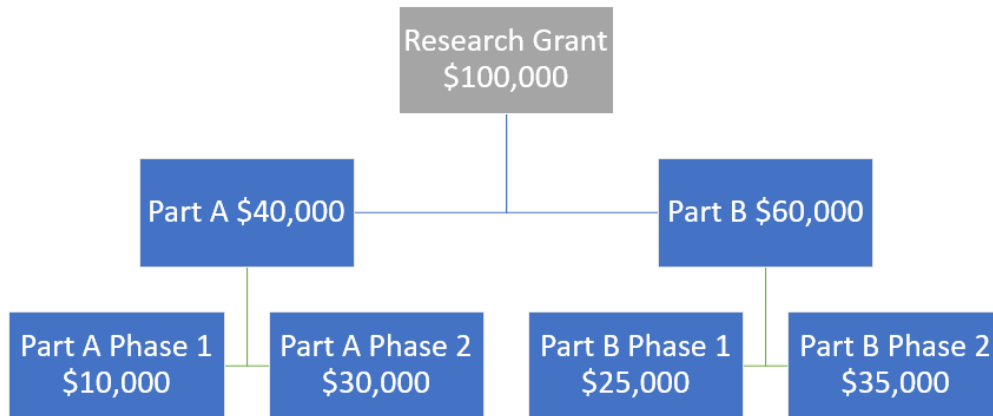 Research Grant
$100,000
Part A $40,000
Part B $60,000
Part A Phase 1
$10,000
Part A Phase 2
$30,000
Part B Phase 1
$25,000
Part B Phase 2
$35,000